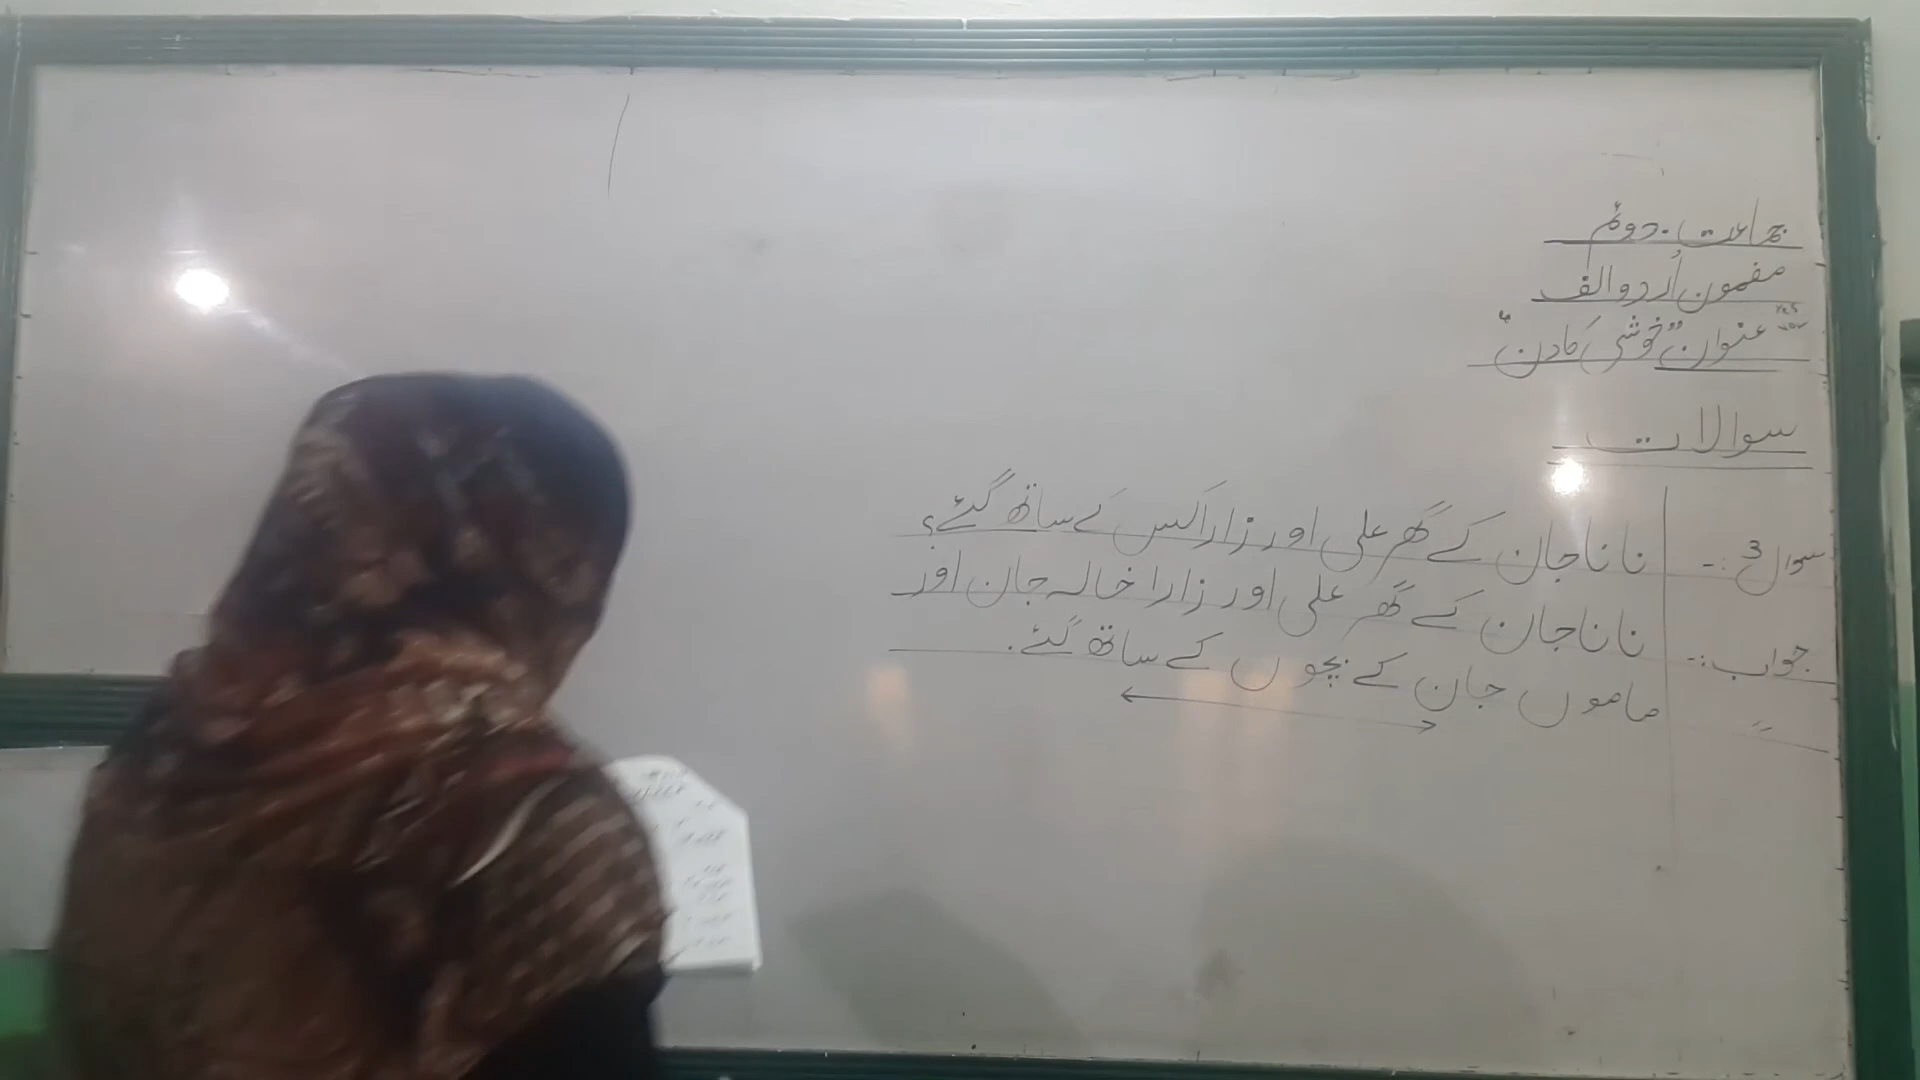 جماعت۔ دوئم
مضمون اُردو الف
عنوان "خوشی کا دن"
سوالات
سوال 3:- نانا جان کے گھر علی اور زارا کس کے ساتھ گئے؟
جواب:- نانا جان کے گھر علی اور زارا خالہ جان اور
ماموں جان کے بچوں کے ساتھ گئے۔